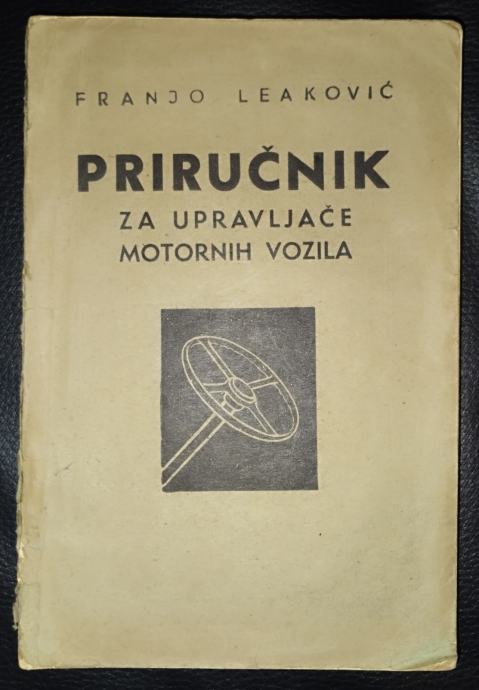 FRANJO LEAKOVIĆ
PRIRUČNIK
ZA UPRAVLJAČE
MOTORNIH VOZILA